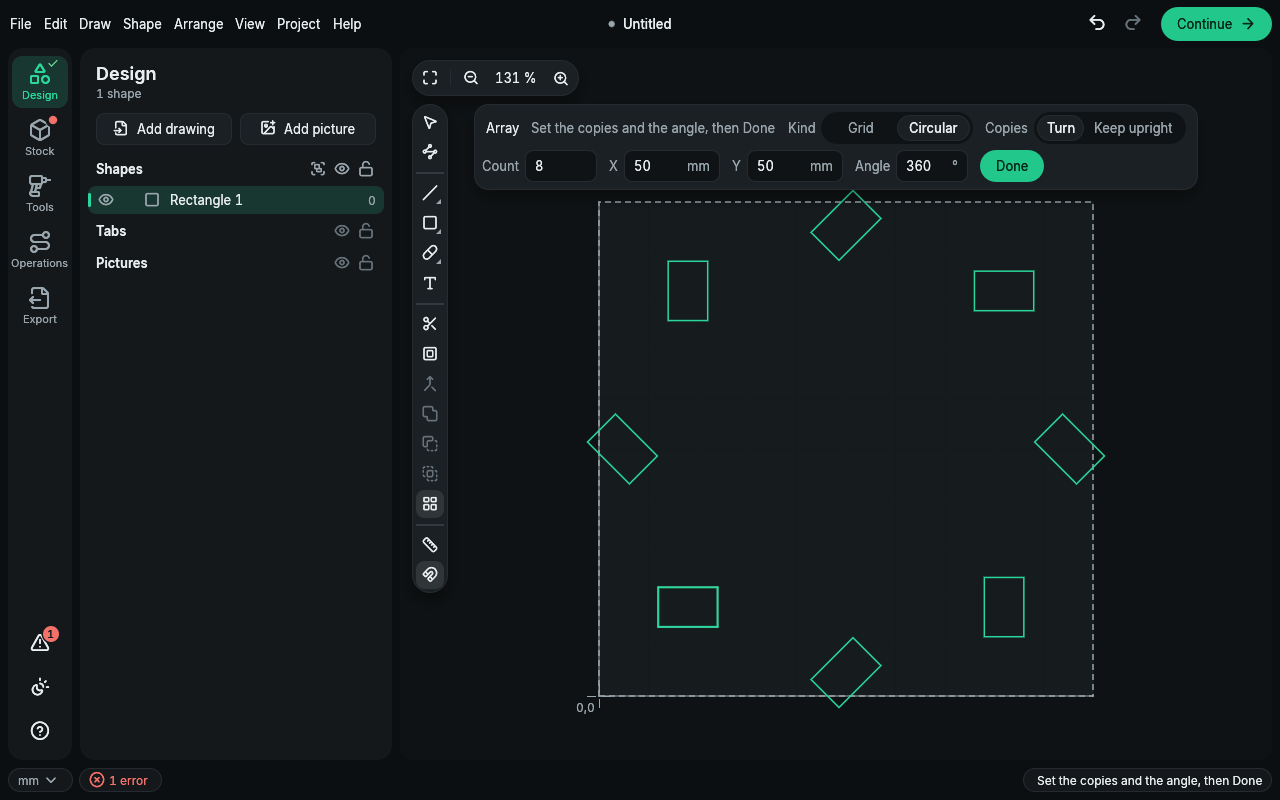 File Edit Draw Shape Arrange View Project Help
Untitled
Continue
Design
Stock
Tools
Operations
Export
1
Design
1 shape
Add drawing
Add picture
Shapes
Rectangle 1 0
Tabs
Pictures
131 %
Array Set the copies and the angle, then Done Kind Grid Circular Copies Turn Keep upright
Count 8 X 50 mm Y 50 mm Angle 360 ° Done
0,0
mm
1 error
Set the copies and the angle, then Done